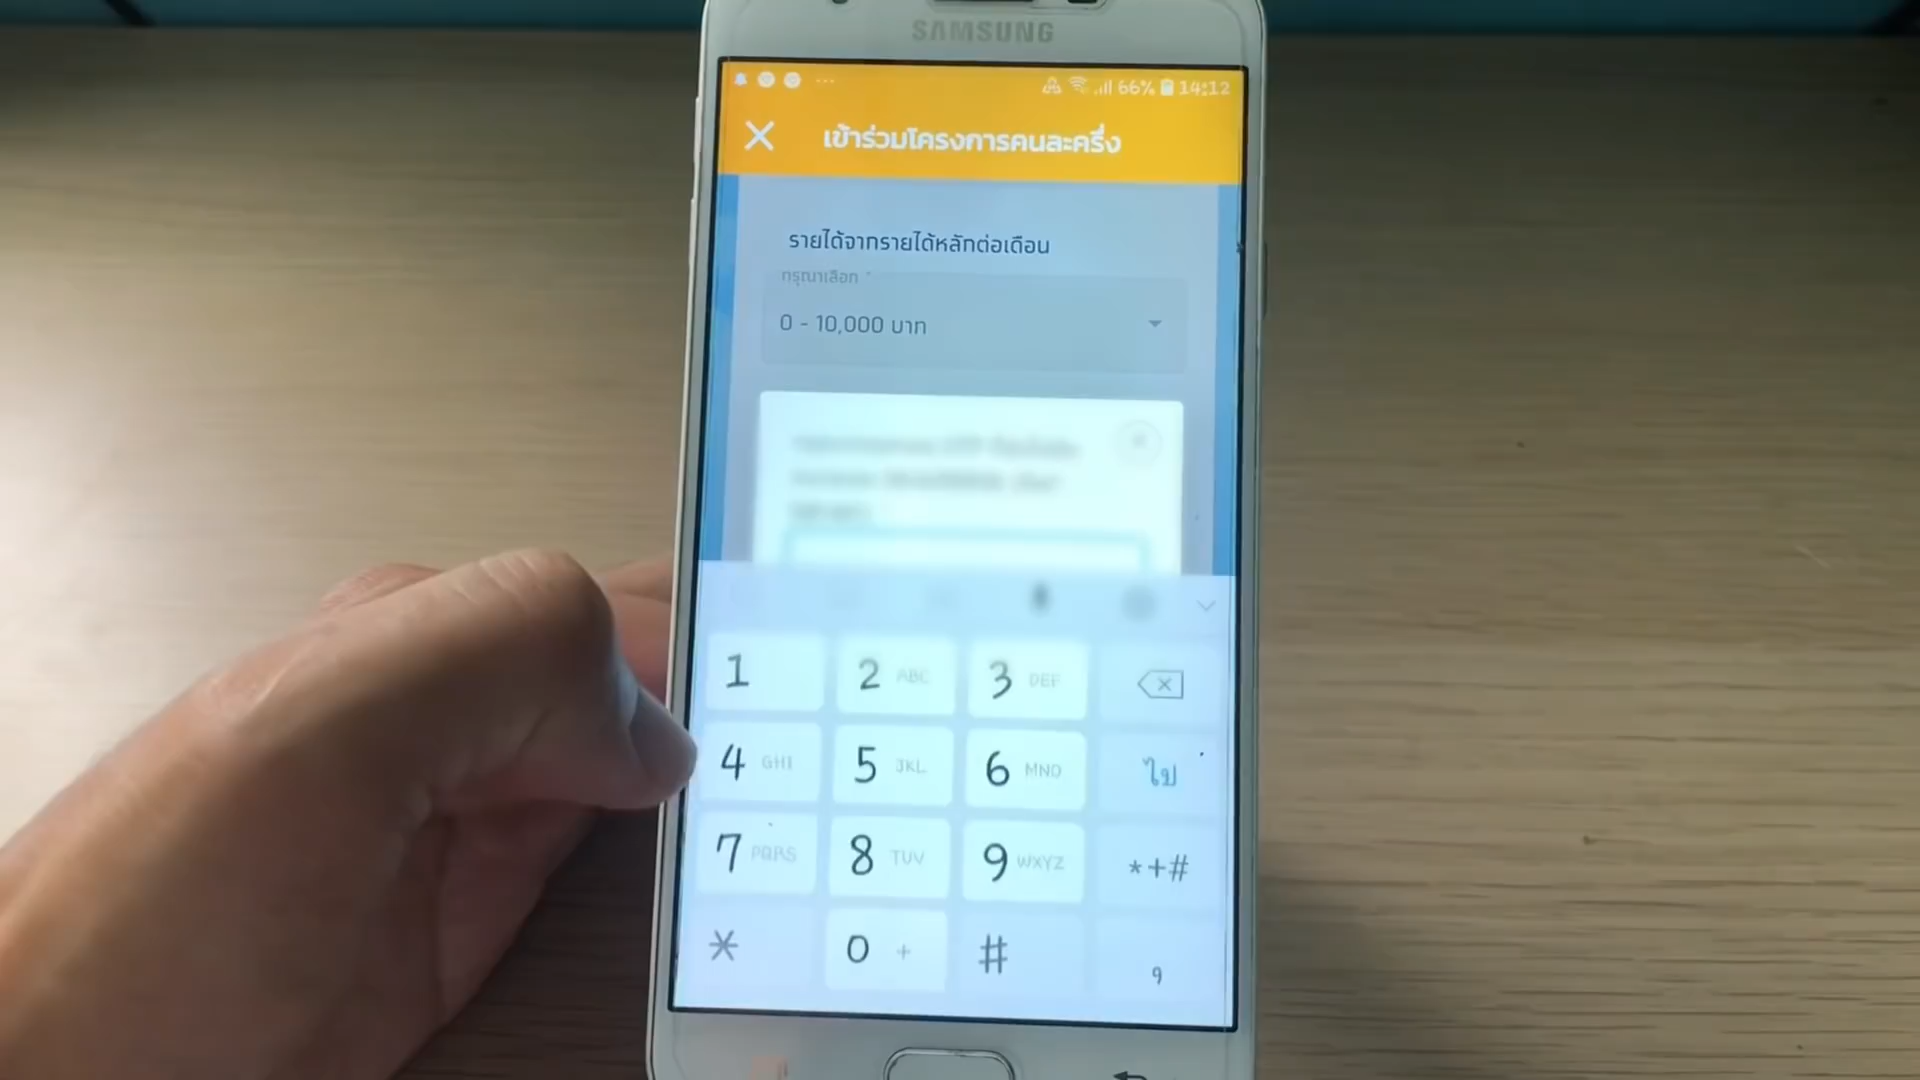 SAMSUNG
66% 14:12
เข้าร่วมโครงการคนละครึ่ง
รายได้จากรายได้หลักต่อเดือน
กรุณาเลือก *
0 - 10,000 บาท
1 2 ABC 3 DEF
4 GHI 5 JKL 6 MNO ไป
7 PQRS 8 TUV 9 WXYZ *+#
* 0 + # ,